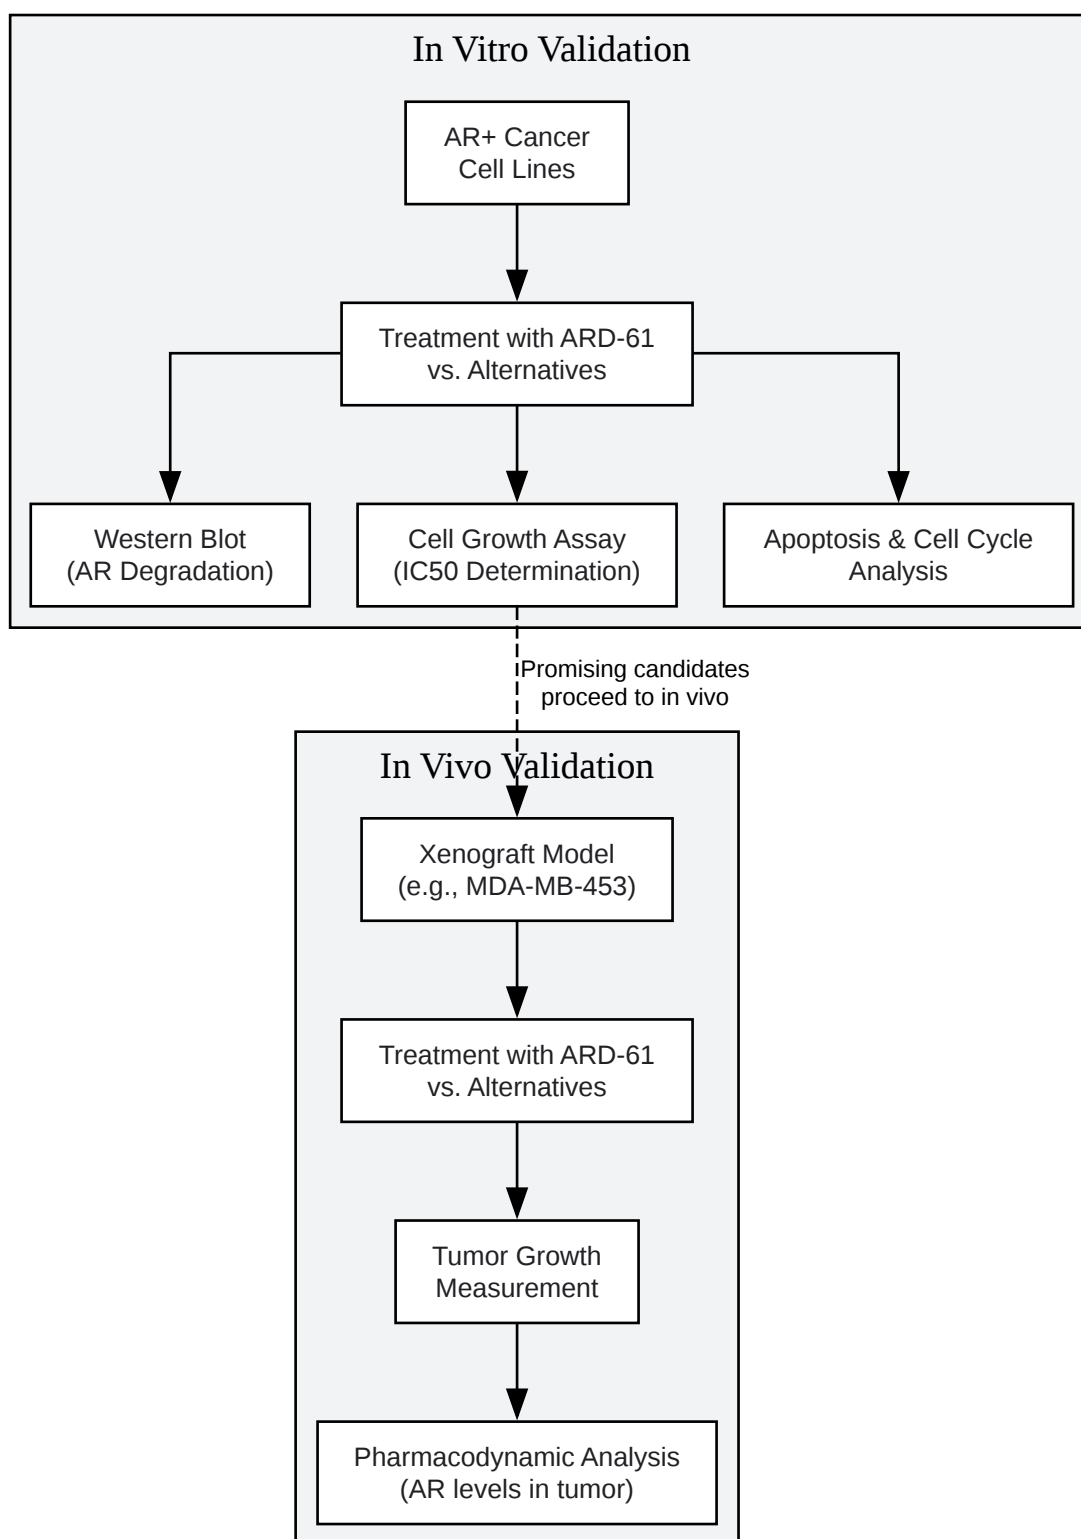 In Vitro Validation
AR+ Cancer
Cell Lines
Treatment with ARD-61
vs. Alternatives
Western Blot
(AR Degradation)
Cell Growth Assay
(IC50 Determination)
Apoptosis & Cell Cycle
Analysis
Promising candidates
proceed to in vivo
In Vivo Validation
Xenograft Model
(e.g., MDA-MB-453)
Treatment with ARD-61
vs. Alternatives
Tumor Growth
Measurement
Pharmacodynamic Analysis
(AR levels in tumor)